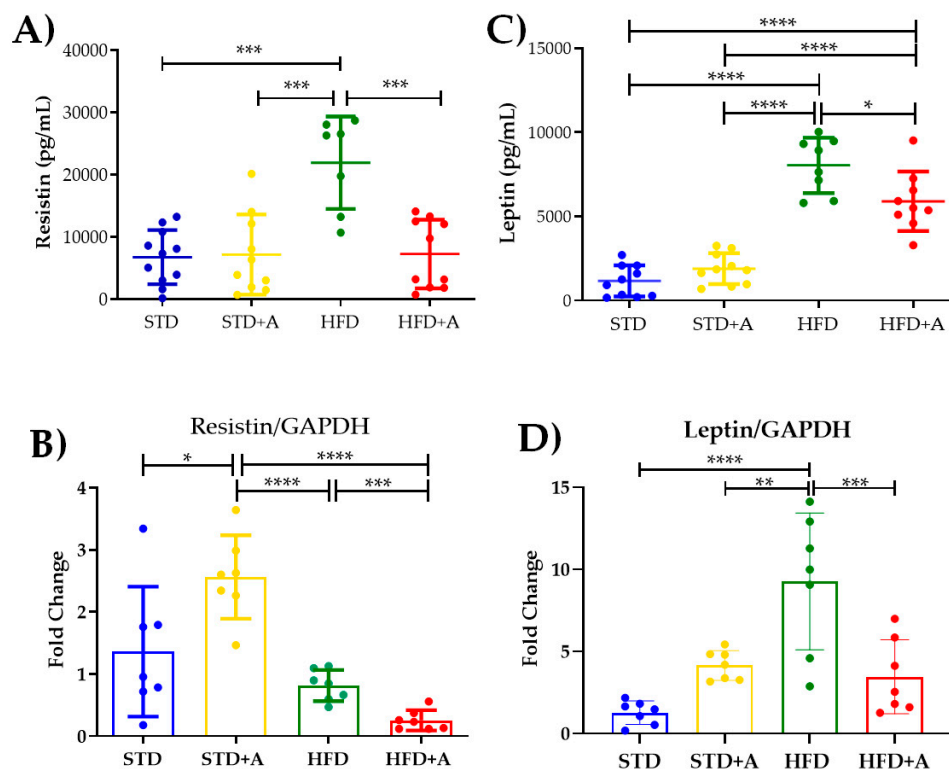 A)
***
***
***
40000
30000
20000
10000
0
Resistin (pg/mL)
STD STD+A HFD HFD+A
C)
****
****
****
****
*
15000
10000
5000
0
Leptin (pg/mL)
STD STD+A HFD HFD+A
B)
Resistin/GAPDH
*
****
****
***
4
3
2
1
0
Fold Change
STD STD+A HFD HFD+A
D)
Leptin/GAPDH
****
**
***
15
10
5
0
Fold Change
STD STD+A HFD HFD+A